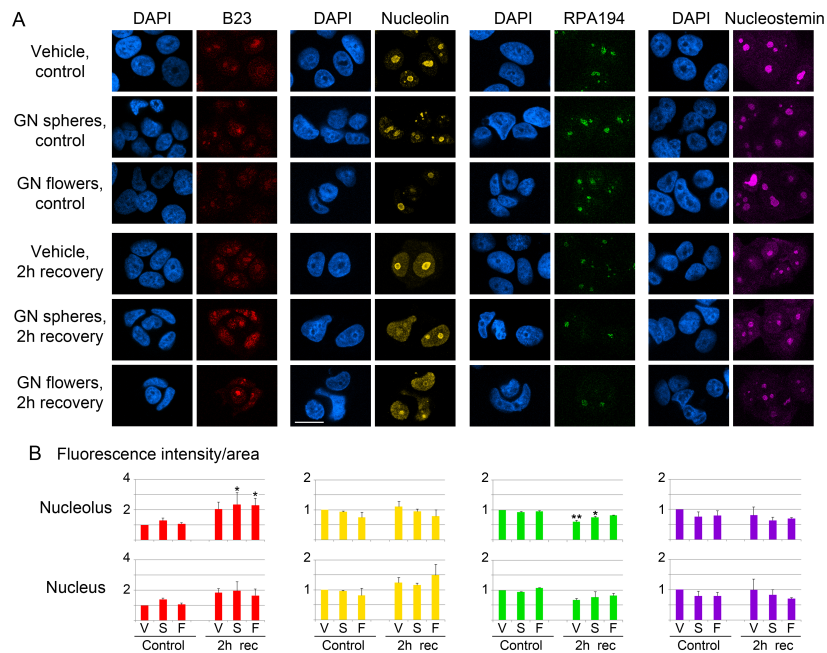 A
DAPI B23 DAPI Nucleolin DAPI RPA194 DAPI Nucleostemin
Vehicle,
control
GN spheres,
control
GN flowers,
control
Vehicle,
2h recovery
GN spheres,
2h recovery
GN flowers,
2h recovery
B Fluorescence intensity/area
4 2 2 2
* * ** *
Nucleolus 2 1 1 1
4 2 2 2
Nucleus 2 1 1 1
V S F V S F V S F V S F V S F V S F V S F V S F
Control 2h rec Control 2h rec Control 2h rec Control 2h rec